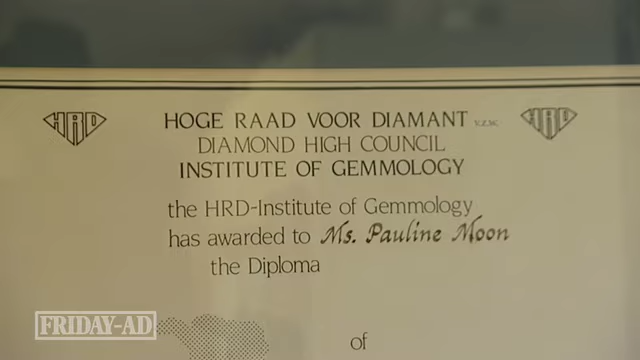 HRD HOGE RAAD VOOR DIAMANT v.z.w. HRD
DIAMOND HIGH COUNCIL
INSTITUTE OF GEMMOLOGY
the HRD-Institute of Gemmology
has awarded to Ms. Pauline Moon
the Diploma
FRIDAY-AD
of